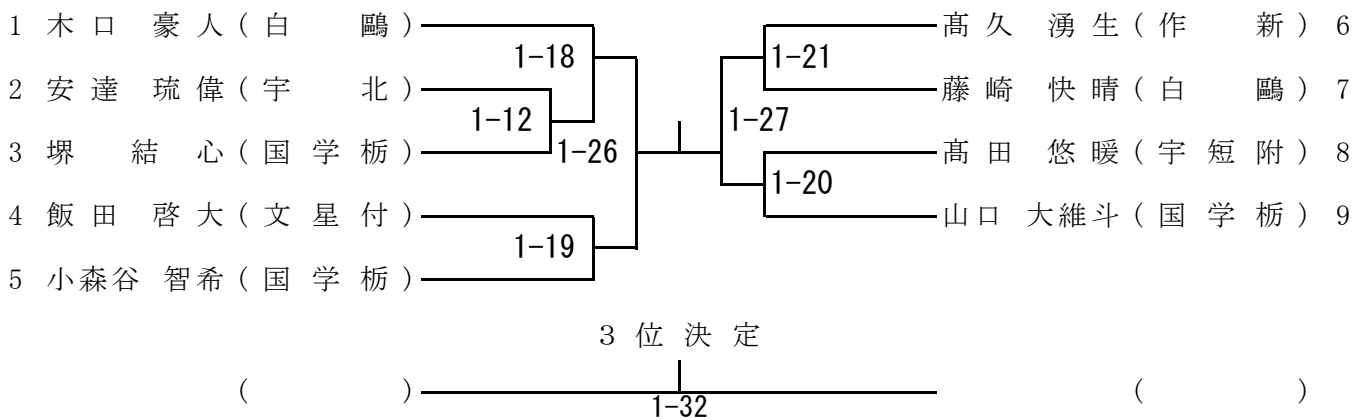 1 木口 豪人(白 鷗) 髙久 湧生(作 新) 6
1-18 1-21
2 安達 琉偉(宇 北) 藤崎 快晴(白 鷗) 7
1-12 1-27
3 堺 結心(国学栃) 1-26 髙田 悠暖(宇短附) 8
1-20
4 飯田 啓大(文星付) 山口 大維斗(国学栃) 9
1-19
5 小森谷 智希(国学栃)
3位決定
( ) ( )
1-32